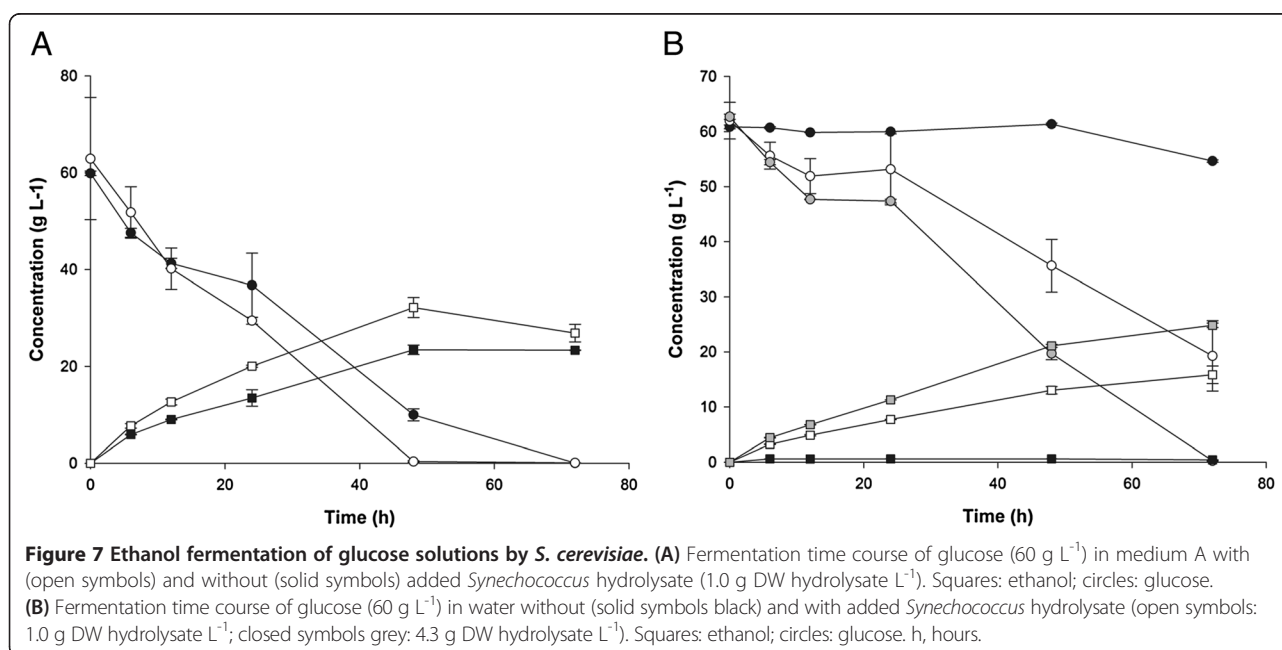 A
B
80
60
40
20
0
Concentration (g L-1)
0 20 40 60 80
Time (h)
70
60
50
40
30
20
10
0
Concentration (g L⁻¹)
0 20 40 60 80
Time (h)
Figure 7 Ethanol fermentation of glucose solutions by S. cerevisiae. (A) Fermentation time course of glucose (60 g L⁻¹) in medium A with
(open symbols) and without (solid symbols) added Synechococcus hydrolysate (1.0 g DW hydrolysate L⁻¹). Squares: ethanol; circles: glucose.
(B) Fermentation time course of glucose (60 g L⁻¹) in water without (solid symbols black) and with added Synechococcus hydrolysate (open symbols:
1.0 g DW hydrolysate L⁻¹; closed symbols grey: 4.3 g DW hydrolysate L⁻¹). Squares: ethanol; circles: glucose. h, hours.